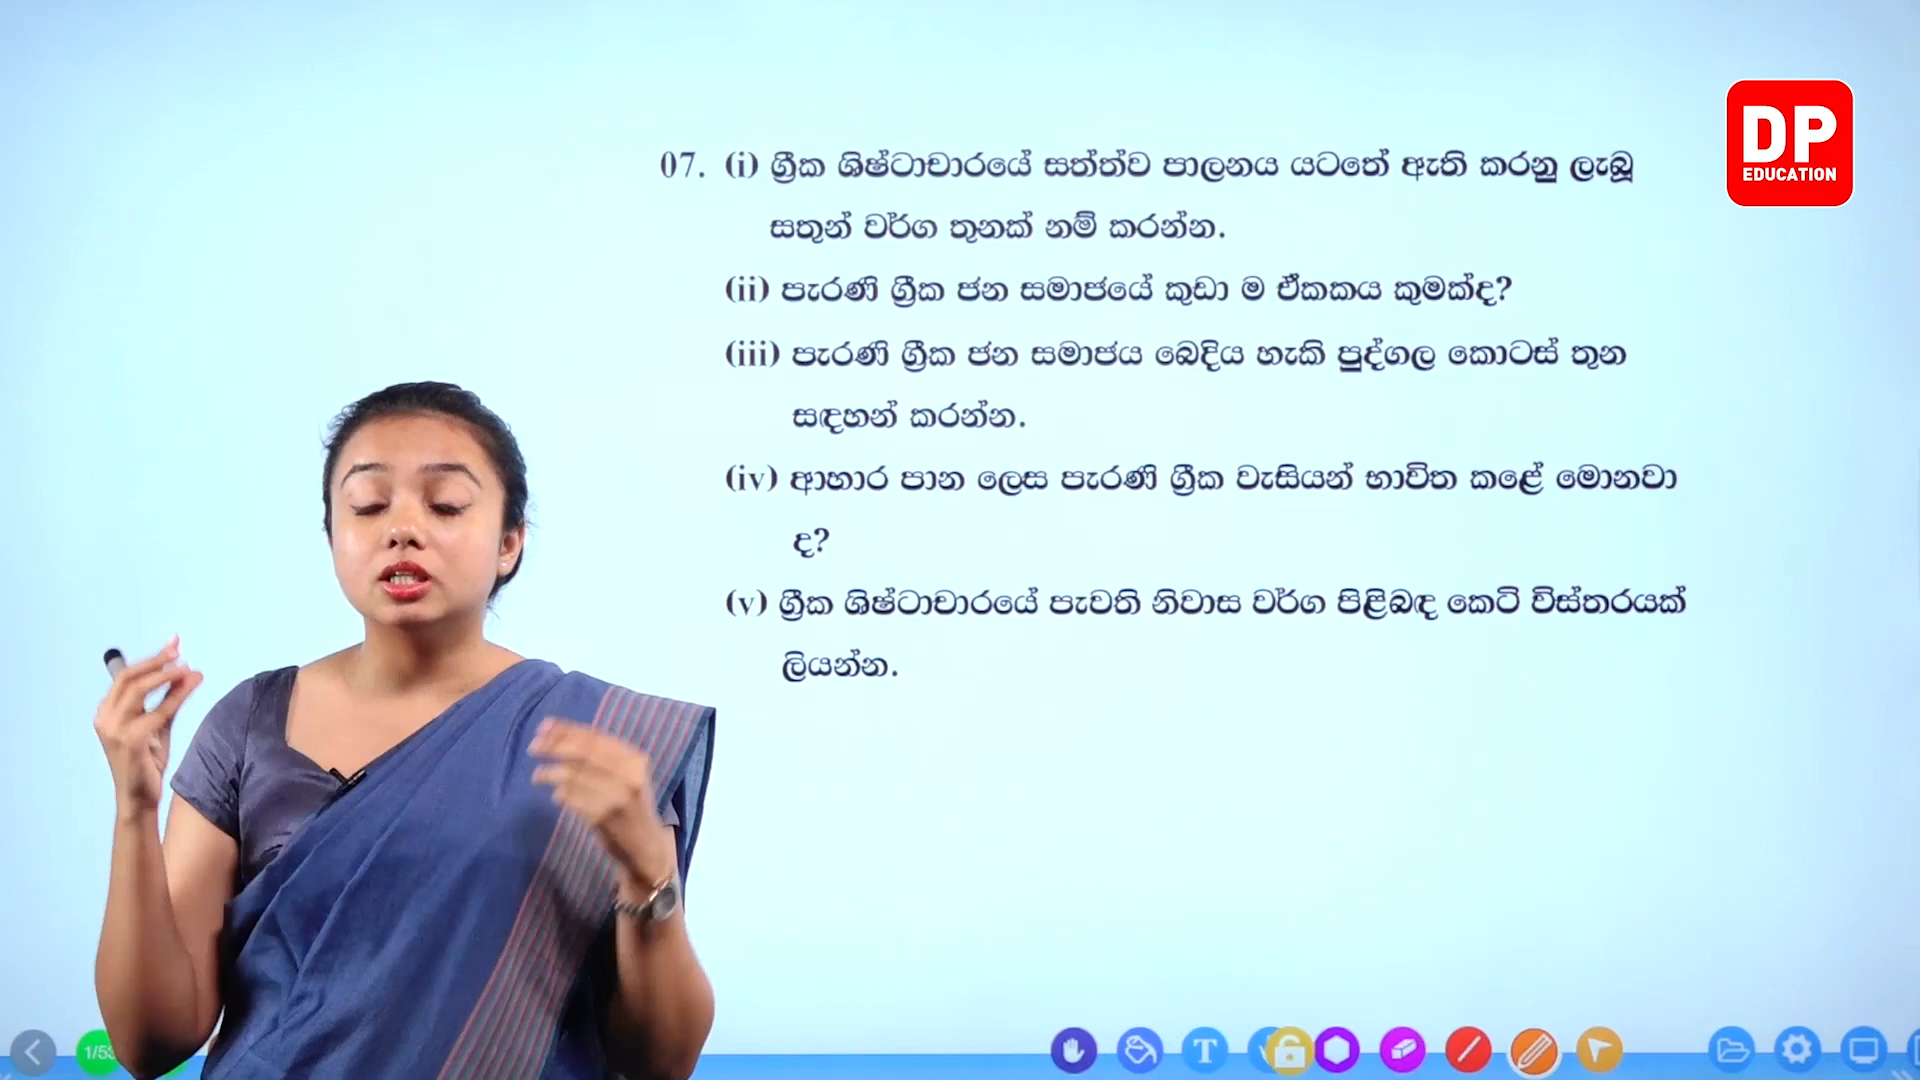 DP
EDUCATION
07. (i) ග්‍රීක ශිෂ්ටාචාරයේ සත්ත්ව පාලනය යටතේ ඇති කරනු ලැබූ
සතුන් වර්ග තුනක් නම් කරන්න.
(ii) පැරණි ග්‍රීක ජන සමාජයේ කුඩා ම ඒකකය කුමක්ද?
(iii) පැරණි ග්‍රීක ජන සමාජය බෙදිය හැකි පුද්ගල කොටස් තුන
සඳහන් කරන්න.
(iv) ආහාර පාන ලෙස පැරණි ග්‍රීක වැසියන් භාවිත කළේ මොනවා
ද?
(v) ග්‍රීක ශිෂ්ටාචාරයේ පැවති නිවාස වර්ග පිළිබඳ කෙටි විස්තරයක්
ලියන්න.
T